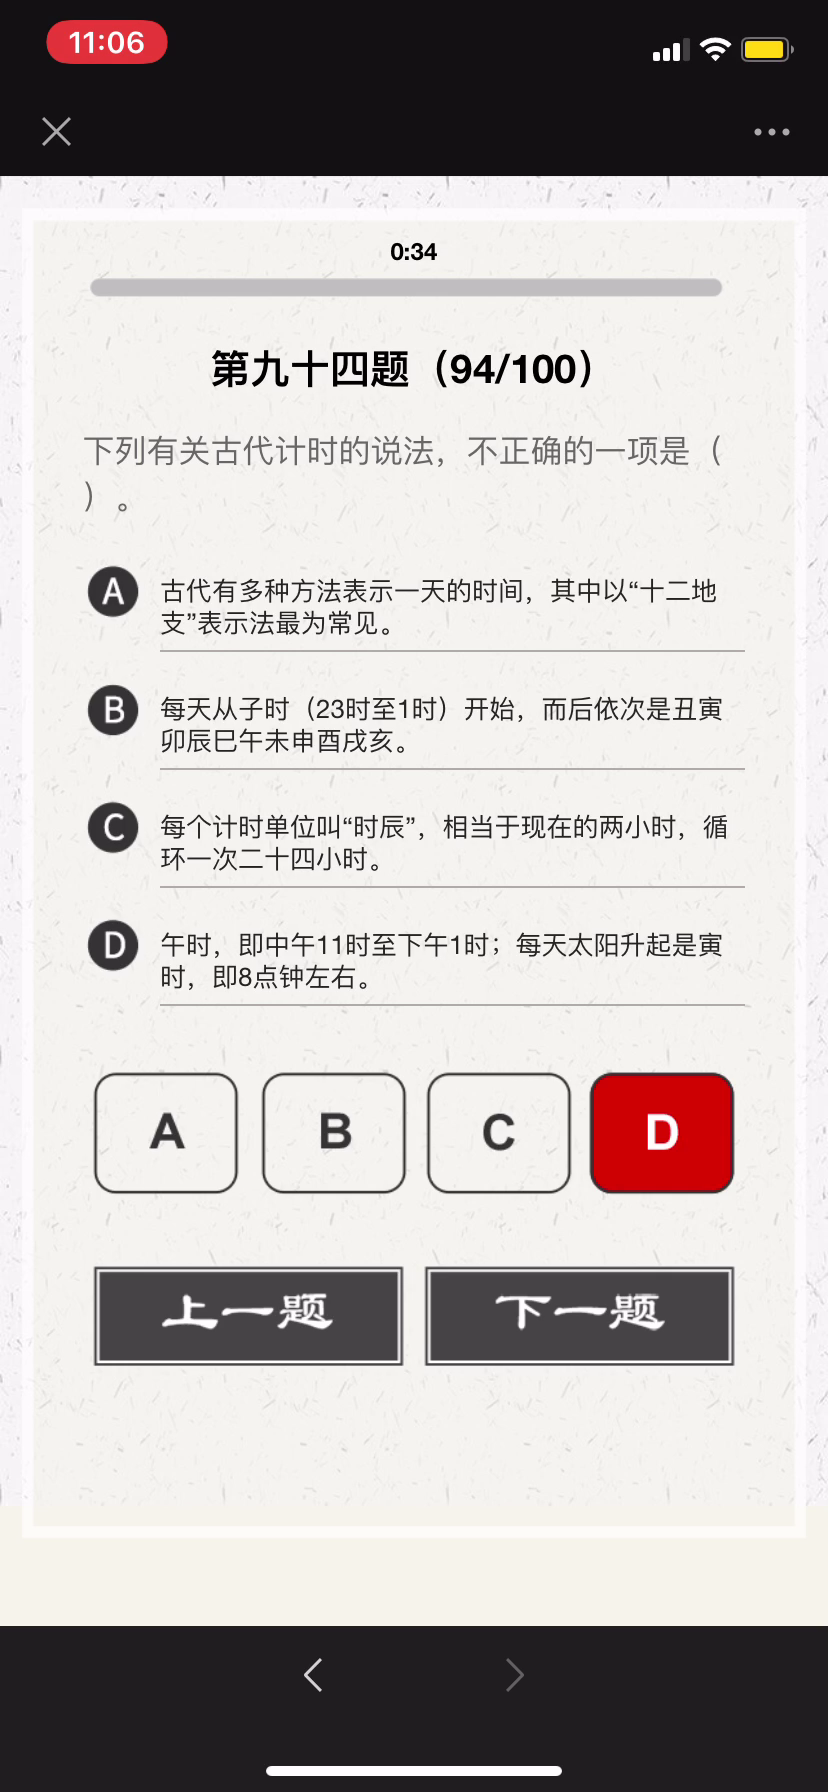 11:06
0:34
第九十四题（94/100）
下列有关古代计时的说法，不正确的一项是（
）。
A 古代有多种方法表示一天的时间，其中以“十二地
支”表示法最为常见。
B 每天从子时（23时至1时）开始，而后依次是丑寅
卯辰巳午未申酉戌亥。
C 每个计时单位叫“时辰”，相当于现在的两小时，循
环一次二十四小时。
D 午时，即中午11时至下午1时；每天太阳升起是寅
时，即8点钟左右。
A B C D
上一题 下一题